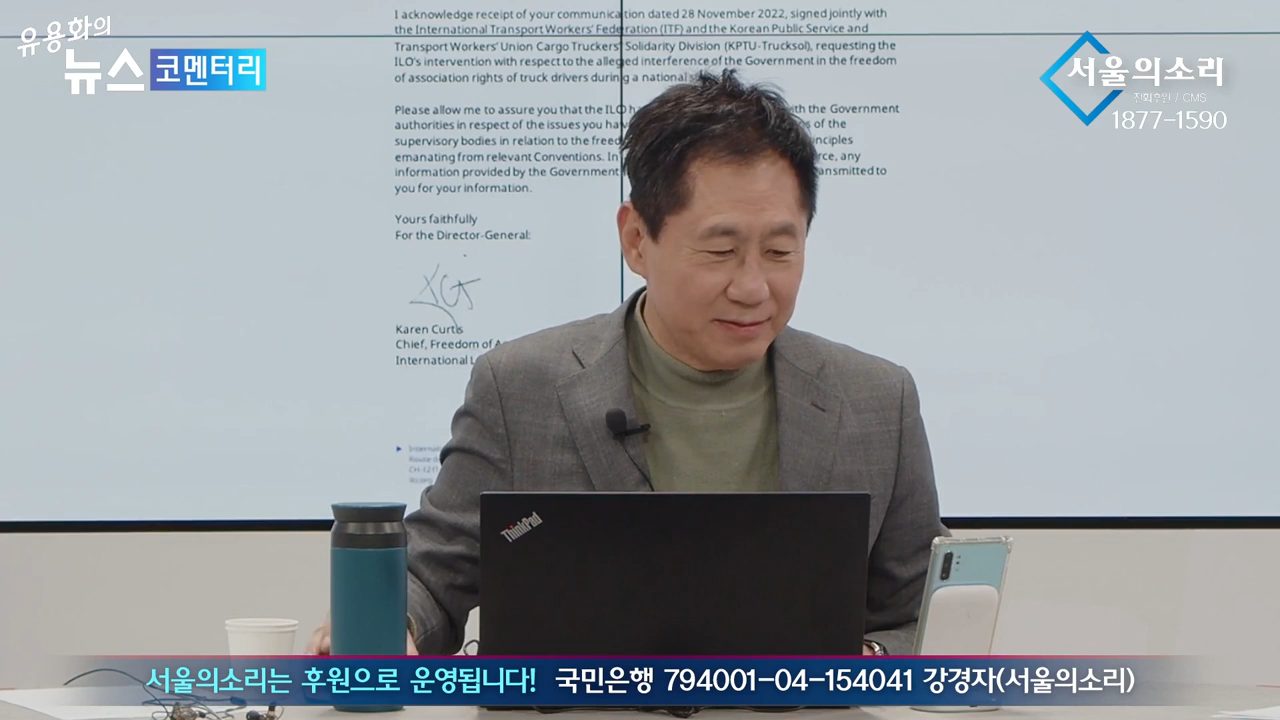 유용화의
뉴스 코멘터리
I acknowledge receipt of your communication dated 28 November 2022, signed jointly with
the International Transport Workers' Federation (ITF) and the Korean Public Service and
Transport Workers' Union Cargo Truckers' Solidarity Division (KPTU-Trucksol), requesting the
ILO's intervention with respect to the alleged interference of the Government in the freedom
of association rights of truck drivers during a national
Please allow me to assure you that the ILO with the Government
authorities in respect of the issues you of the
supervisory bodies in relation to the
emanating from relevant Conventions. In any
information provided by the Government
you for your information.
Yours faithfully
For the Director-General:
Karen Curtis
Chief, Freedom of
International
서울의소리
전화후원 / CMS
1877-1590
ThinkPad
서울의소리는 후원으로 운영됩니다! 국민은행 794001-04-154041 강경자(서울의소리)